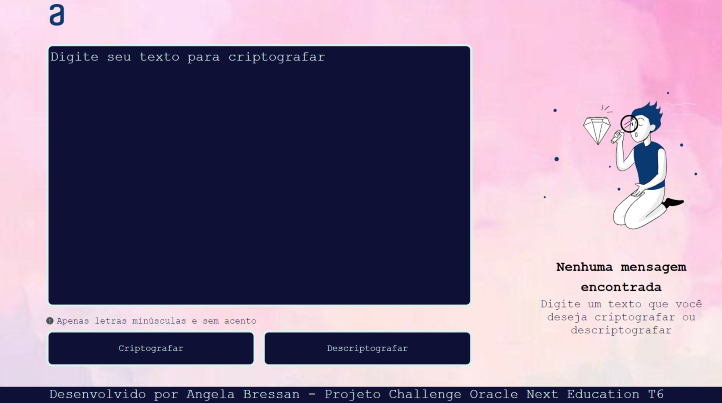 a
Digite seu texto para criptografar
Nenhuma mensagem
encontrada
Digite um texto que você
deseja criptografar ou
descriptografar
Apenas letras minúsculas e sem acento
Criptografar
Descriptografar
Desenvolvido por Angela Bressan - Projeto Challenge Oracle Next Education T6